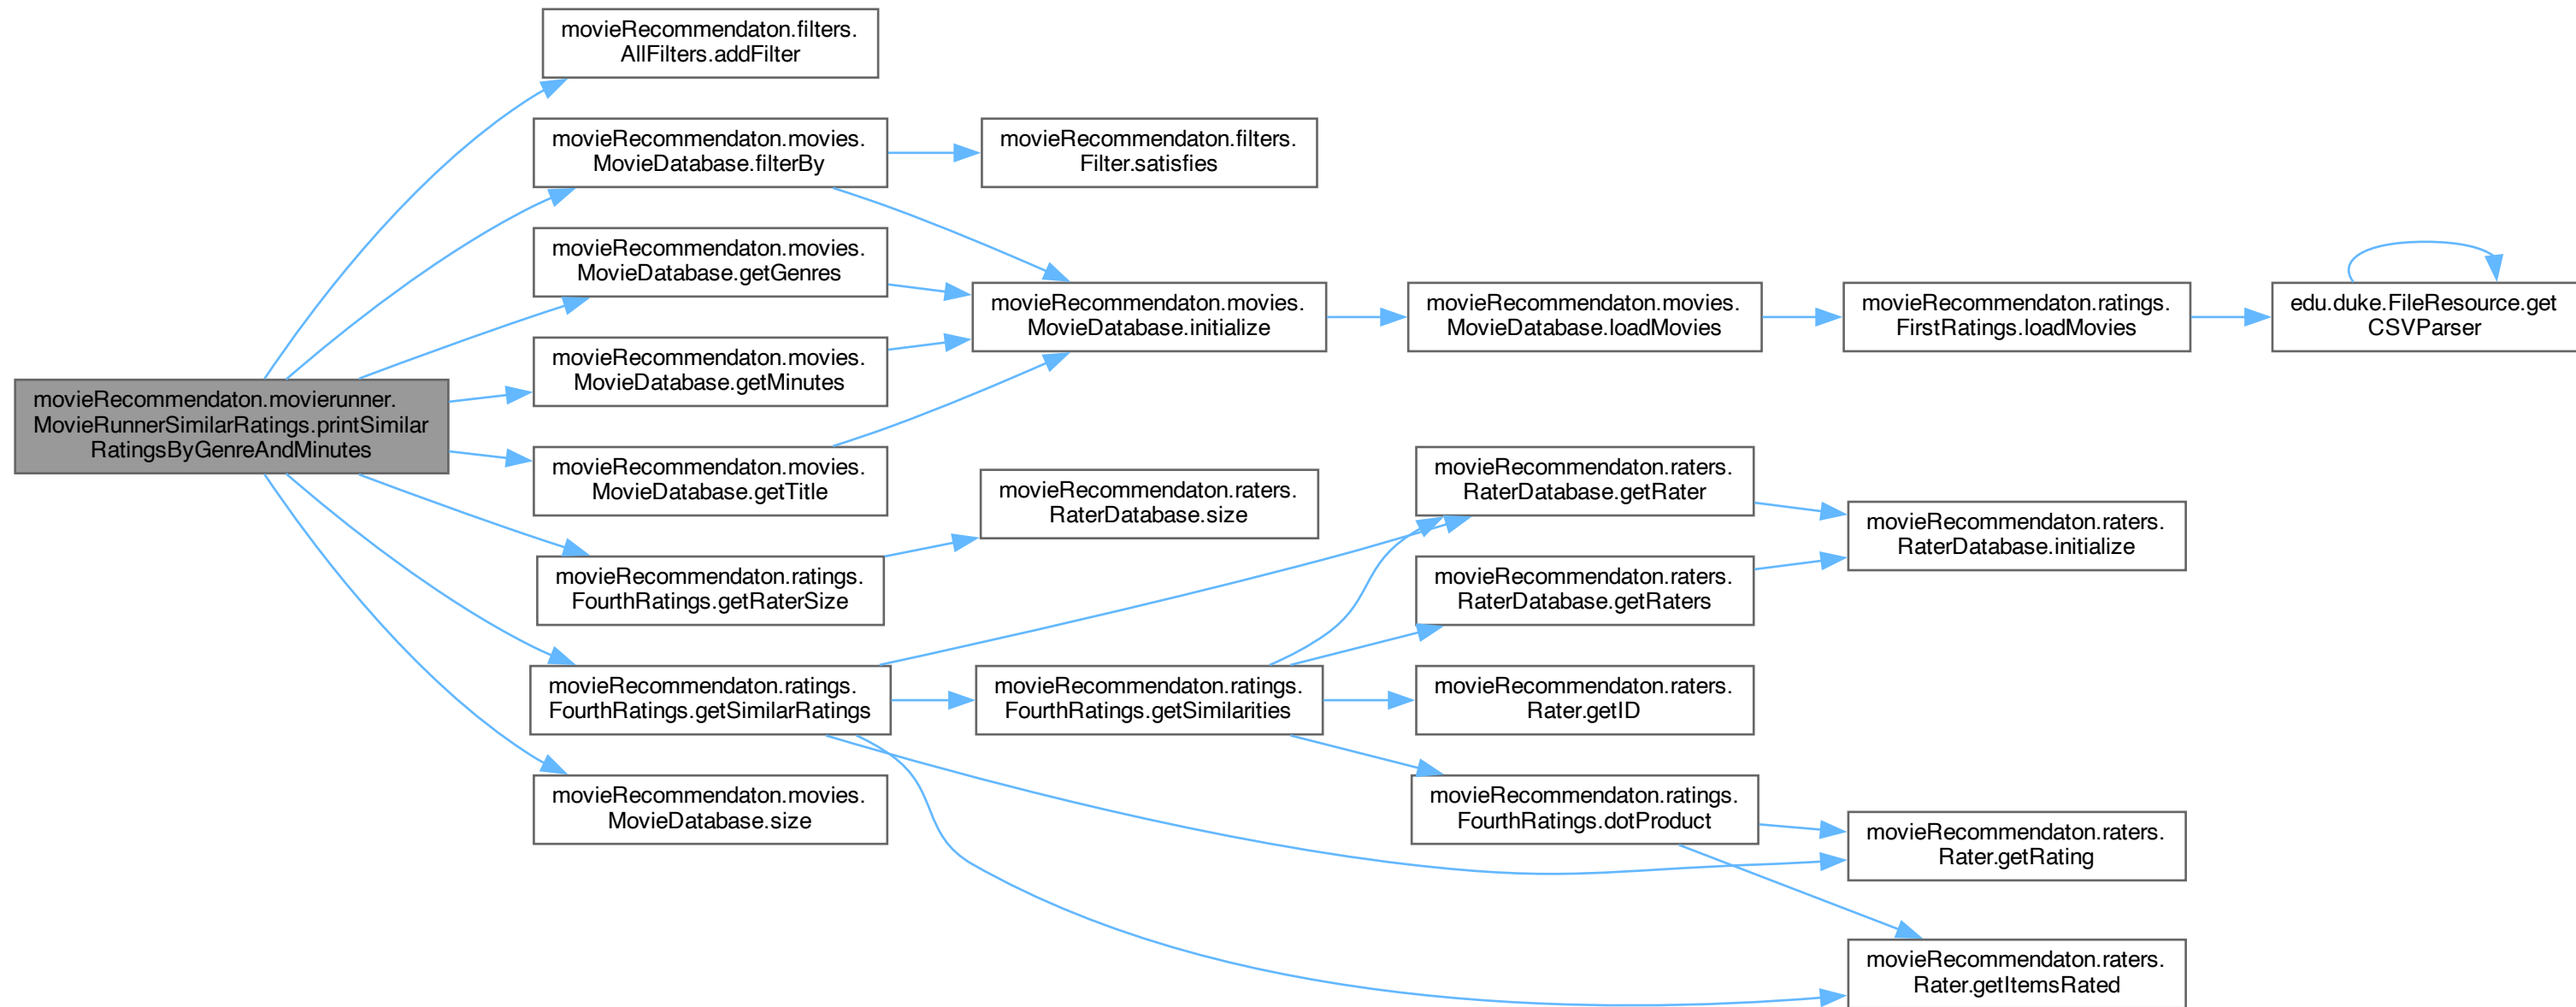 movieRecommendaton.movierunner.
MovieRunnerSimilarRatings.printSimilar
RatingsByGenreAndMinutes
movieRecommendaton.filters.
AllFilters.addFilter
movieRecommendaton.movies.
MovieDatabase.filterBy
movieRecommendaton.movies.
MovieDatabase.getGenres
movieRecommendaton.movies.
MovieDatabase.getMinutes
movieRecommendaton.movies.
MovieDatabase.getTitle
movieRecommendaton.ratings.
FourthRatings.getRaterSize
movieRecommendaton.ratings.
FourthRatings.getSimilarRatings
movieRecommendaton.movies.
MovieDatabase.size
movieRecommendaton.filters.
Filter.satisfies
movieRecommendaton.movies.
MovieDatabase.initialize
movieRecommendaton.raters.
RaterDatabase.size
movieRecommendaton.ratings.
FourthRatings.getSimilarities
movieRecommendaton.movies.
MovieDatabase.loadMovies
movieRecommendaton.raters.
RaterDatabase.getRater
movieRecommendaton.raters.
RaterDatabase.getRaters
movieRecommendaton.raters.
Rater.getID
movieRecommendaton.ratings.
FourthRatings.dotProduct
movieRecommendaton.ratings.
FirstRatings.loadMovies
movieRecommendaton.raters.
RaterDatabase.initialize
movieRecommendaton.raters.
Rater.getRating
movieRecommendaton.raters.
Rater.getItemsRated
edu.duke.FileResource.get
CSVParser